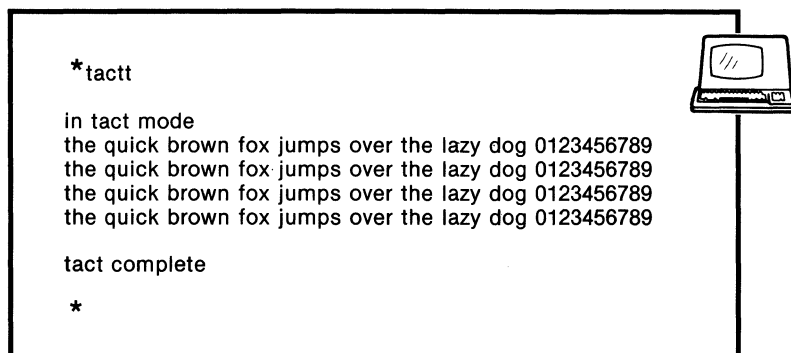 *tactt
in tact mode
the quick brown fox jumps over the lazy dog 0123456789
the quick brown fox jumps over the lazy dog 0123456789
the quick brown fox jumps over the lazy dog 0123456789
the quick brown fox jumps over the lazy dog 0123456789
tact complete
*